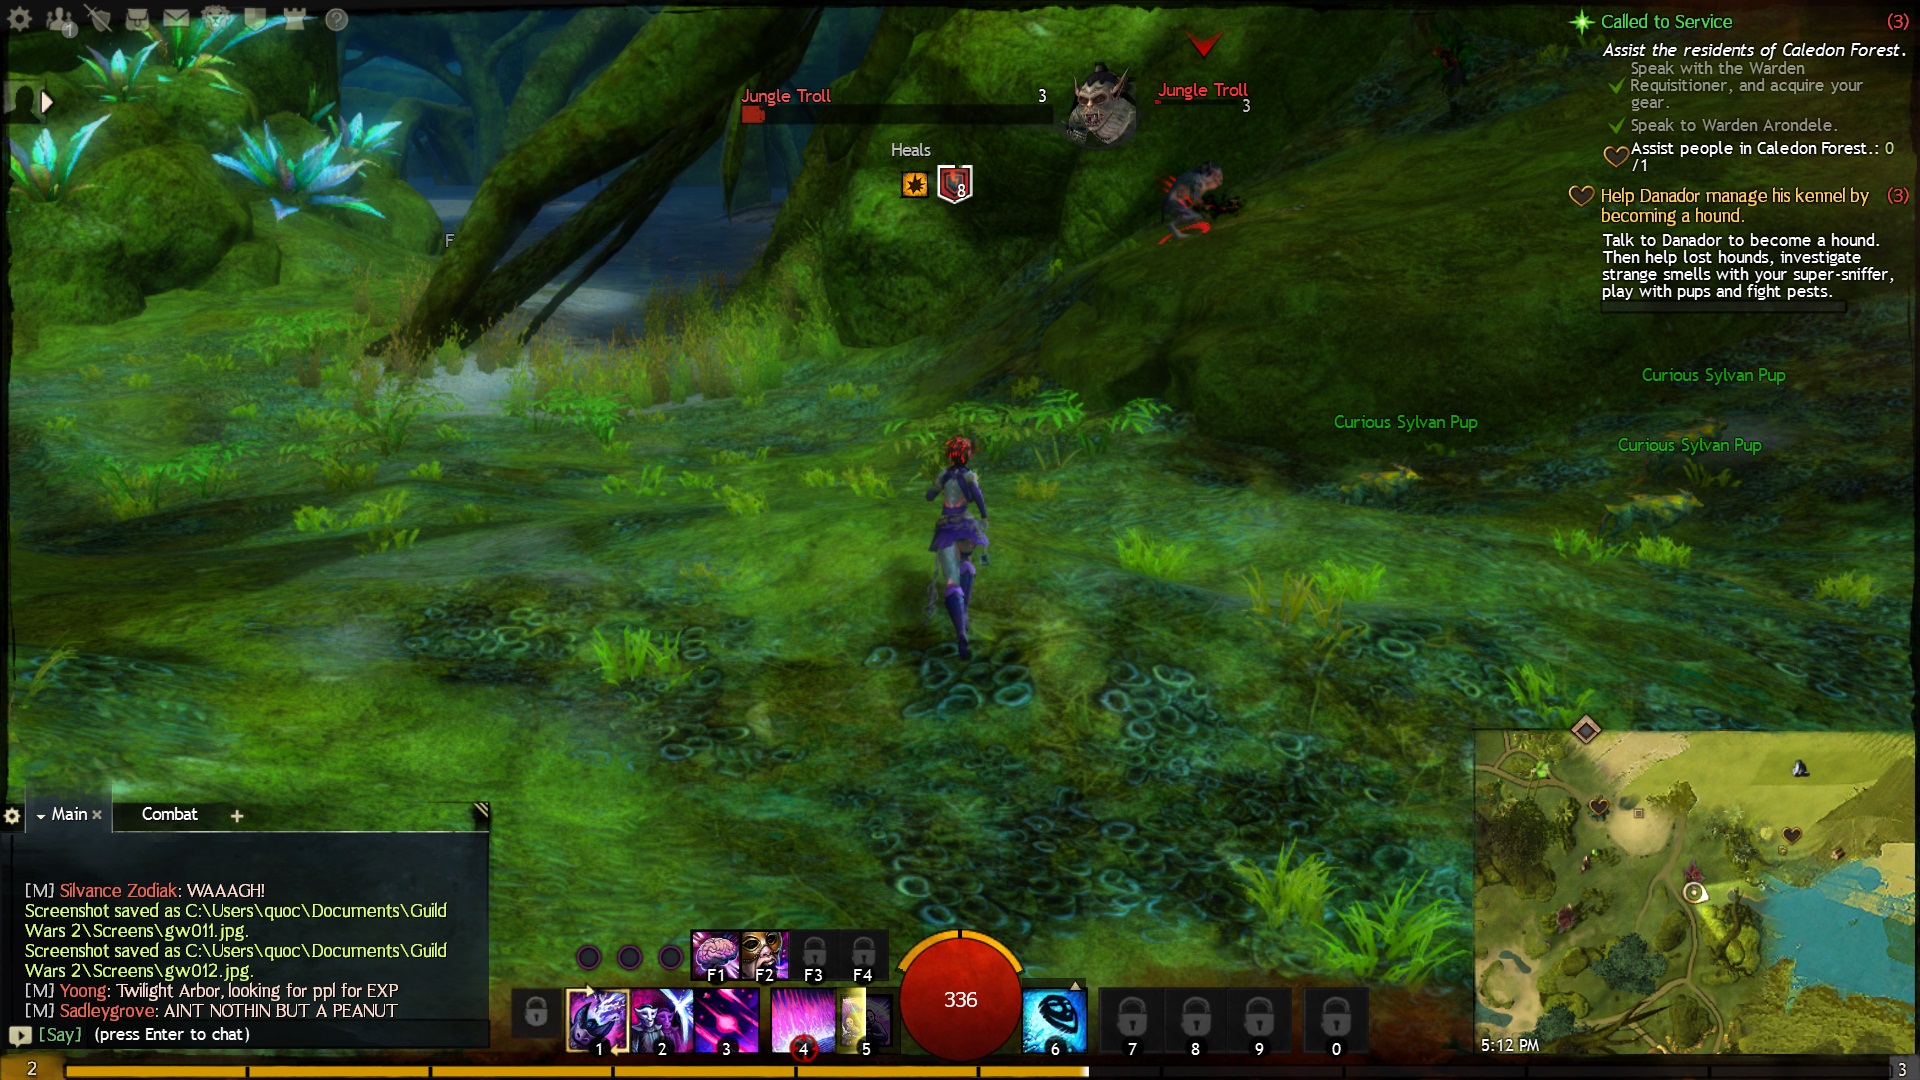 1
Called to Service (3)
Assist the residents of Caledon Forest.
Speak with the Warden
Requisitioner, and acquire your
gear.
Speak to Warden Arondele.
Assist people in Caledon Forest.: 0
/1
Help Danador manage his kennel by (3)
becoming a hound.
Talk to Danador to become a hound.
Then help lost hounds, investigate
strange smells with your super-sniffer,
play with pups and fight pests.
Jungle Troll 3
Jungle Troll
3
Heals
8
F
Curious Sylvan Pup
Curious Sylvan Pup
Curious Sylvan Pup
Main Combat
[M] Silvance Zodiak: WAAAGH!
Screenshot saved as C:\Users\quoc\Documents\Guild
Wars 2\Screens\gw011.jpg.
Screenshot saved as C:\Users\quoc\Documents\Guild
Wars 2\Screens\gw012.jpg.
[M] Yoong: Twilight Arbor, looking for ppl for EXP
[M] Sadleygrove: AINT NOTHIN BUT A PEANUT
[Say] (press Enter to chat)
F1 F2 F3 F4
336
1 2 3 4 5 6 7 8 9 0
5:12 PM
2 3